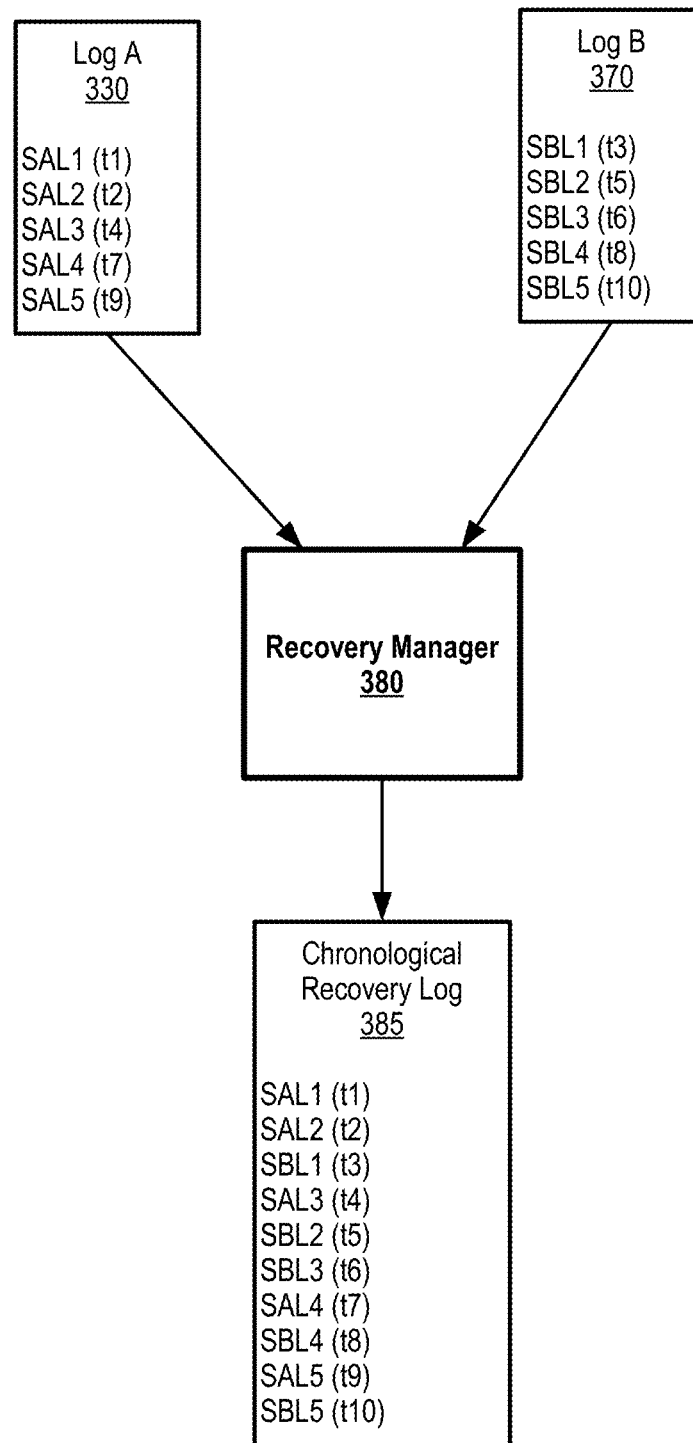 Log A
330
SAL1 (t1)
SAL2 (t2)
SAL3 (t4)
SAL4 (t7)
SAL5 (t9)
Log B
370
SBL1 (t3)
SBL2 (t5)
SBL3 (t6)
SBL4 (t8)
SBL5 (t10)
Recovery Manager
380
Chronological
Recovery Log
385
SAL1 (t1)
SAL2 (t2)
SBL1 (t3)
SAL3 (t4)
SBL2 (t5)
SBL3 (t6)
SAL4 (t7)
SBL4 (t8)
SAL5 (t9)
SBL5 (t10)